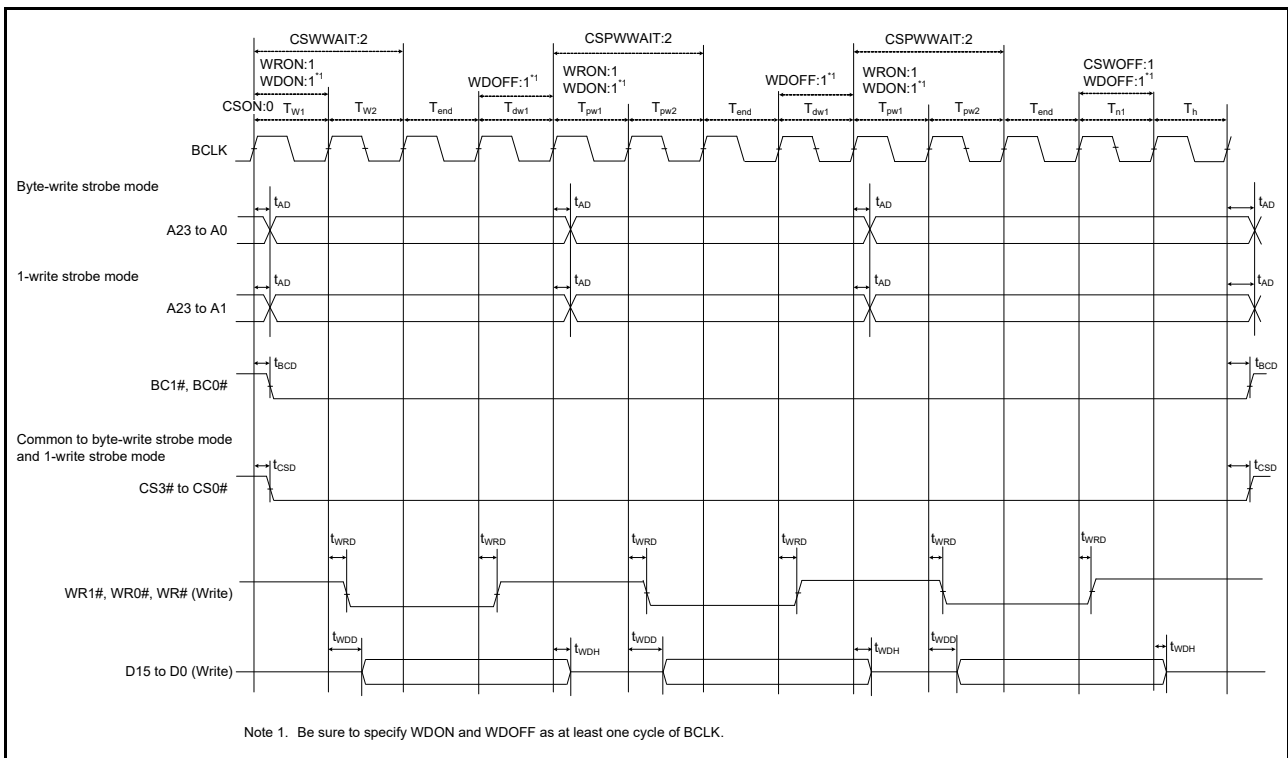 CSWWAIT:2
CSPWWAIT:2
CSPWWAIT:2
WRON:1
WDON:1*1
WDOFF:1*1
WRON:1
WDON:1*1
WDOFF:1*1
WRON:1
WDON:1*1
CSWOFF:1
WDOFF:1*1
CSON:0
TW1
TW2
Tend
Tdw1
Tpw1
Tpw2
Tend
Tdw1
Tpw1
Tpw2
Tend
Tn1
Th
BCLK
Byte-write strobe mode
tAD
tAD
tAD
tAD
A23 to A0
1-write strobe mode
tAD
tAD
tAD
tAD
A23 to A1
tBCD
tBCD
BC1#, BC0#
Common to byte-write strobe mode
and 1-write strobe mode
tCSD
tCSD
CS3# to CS0#
tWRD
tWRD
tWRD
tWRD
tWRD
tWRD
WR1#, WR0#, WR# (Write)
tWDD
tWDH
tWDD
tWDH
tWDD
tWDH
D15 to D0 (Write)
Note 1. Be sure to specify WDON and WDOFF as at least one cycle of BCLK.